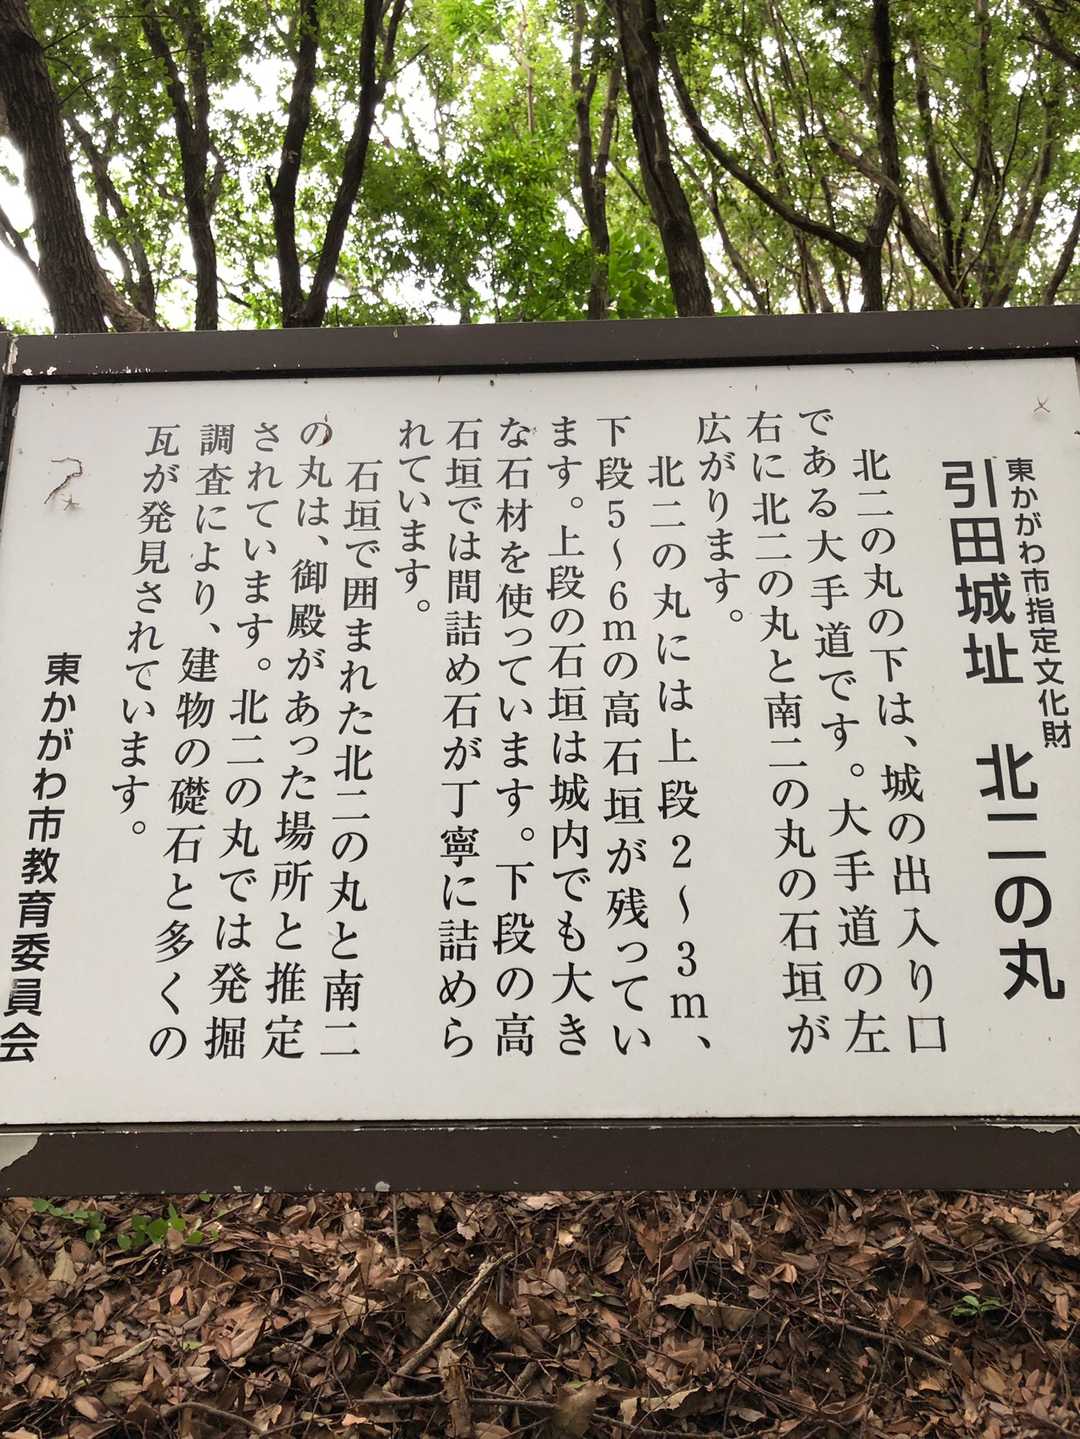 東かがわ市指定文化財
引田城址 北二の丸
北二の丸の下は、城の出入り口
である大手道です。大手道の左
右に北二の丸と南二の丸の石垣が
広がります。
北二の丸には上段2～3m、
下段5～6mの高石垣が残ってい
ます。上段の石垣は城内でも大き
な石材を使っています。下段の高
石垣では間詰め石が丁寧に詰めら
れています。
石垣で囲まれた北二の丸と南二
の丸は、御殿があった場所と推定
されています。北二の丸では発掘
調査により、建物の礎石と多くの
瓦が発見されています。
東かがわ市教育委員会